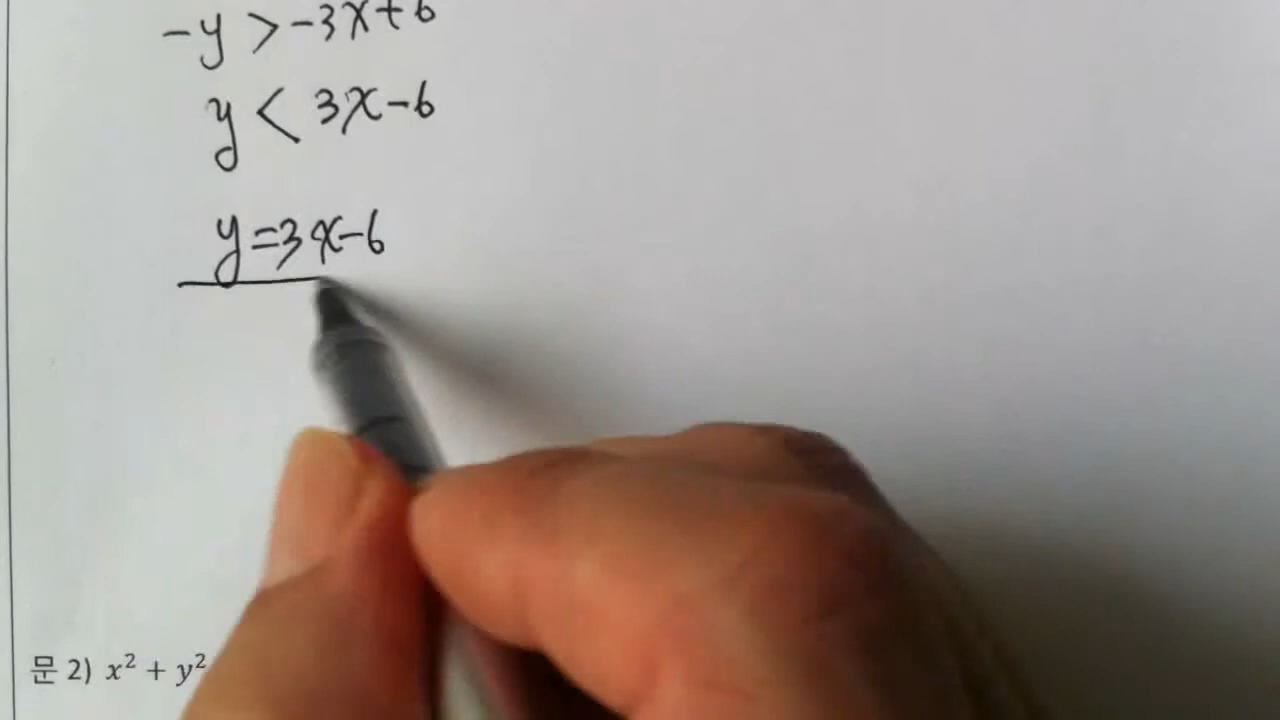 -y > -3x+6
y < 3x-6
y=3x-6
문 2) x² + y²